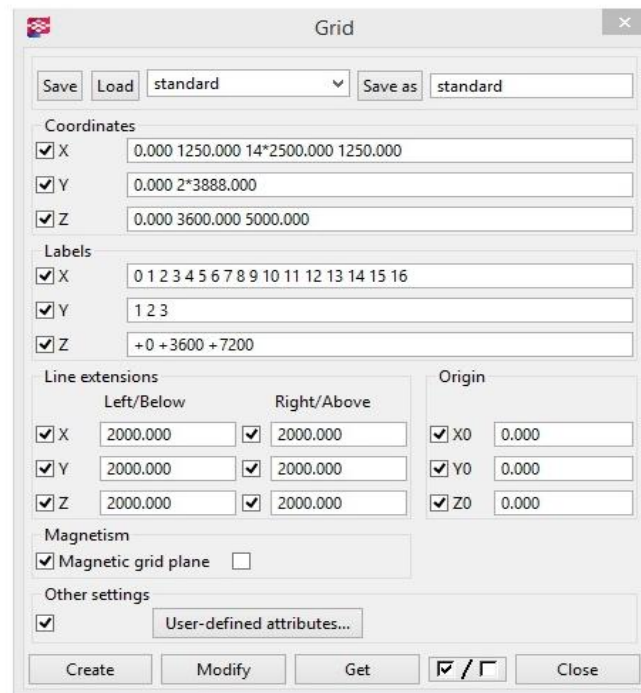 Grid
Save Load standard Save as standard
Coordinates
X 0.000 1250.000 14*2500.000 1250.000
Y 0.000 2*3888.000
Z 0.000 3600.000 5000.000
Labels
X 0 1 2 3 4 5 6 7 8 9 10 11 12 13 14 15 16
Y 1 2 3
Z +0 +3600 +7200
Line extensions Origin
Left/Below Right/Above
X 2000.000 2000.000 X0 0.000
Y 2000.000 2000.000 Y0 0.000
Z 2000.000 2000.000 Z0 0.000
Magnetism
Magnetic grid plane
Other settings
User-defined attributes...
Create Modify Get / Close